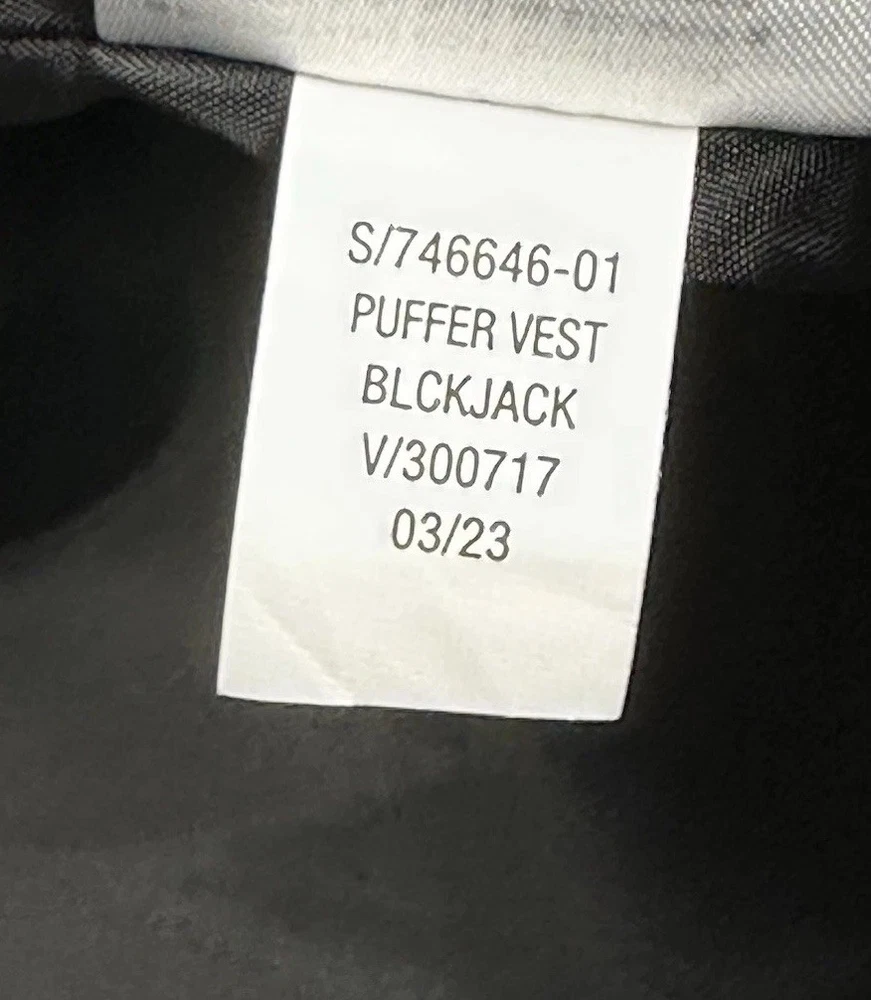 S/746646-01
PUFFER VEST
BLCKJACK
V/300717
03/23